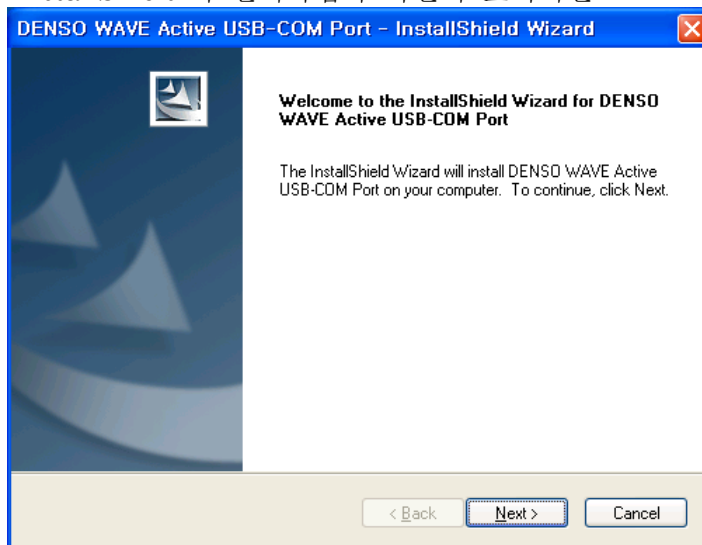 DENSO WAVE Active USB-COM Port - InstallShield Wizard
Welcome to the InstallShield Wizard for DENSO
WAVE Active USB-COM Port
The InstallShield Wizard will install DENSO WAVE Active
USB-COM Port on your computer. To continue, click Next.
< Back
Next >
Cancel